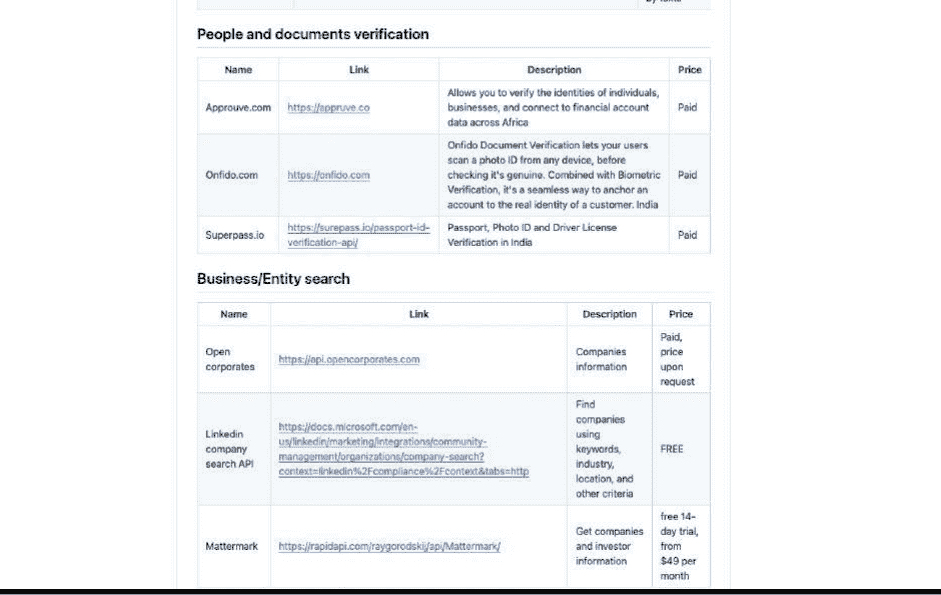 People and documents verification
Name Link Description Price
Approuve.com https://appruve.co Allows you to verify the identities of individuals,
businesses, and connect to financial account
data across Africa Paid
Onfido.com https://onfido.com Onfido Document Verification lets your users
scan a photo ID from any device, before
checking it's genuine. Combined with Biometric
Verification, it's a seamless way to anchor an
account to the real identity of a customer. India Paid
Superpass.io https://surepass.io/passport-id-
verification-api/ Passport, Photo ID and Driver License
Verification in India Paid
Business/Entity search
Name Link Description Price
Open
corporates
https://api.opencorporates.com
Companies
information
Paid,
price
upon
request
Linkedin
company
search API
https://docs.microsoft.com/en-
us/linkedin/marketing/integrations/community-
management/organizations/company-search?
context=linkedin%2Fcompliance%2Fcontext&tabs=http
Find
companies
using
keywords,
industry,
location, and
other criteria
FREE
Mattermark
https://rapidapi.com/raygorodskij/api/Mattermark/
Get companies
and investor
information
free 14-
day trial,
from
$49 per
month